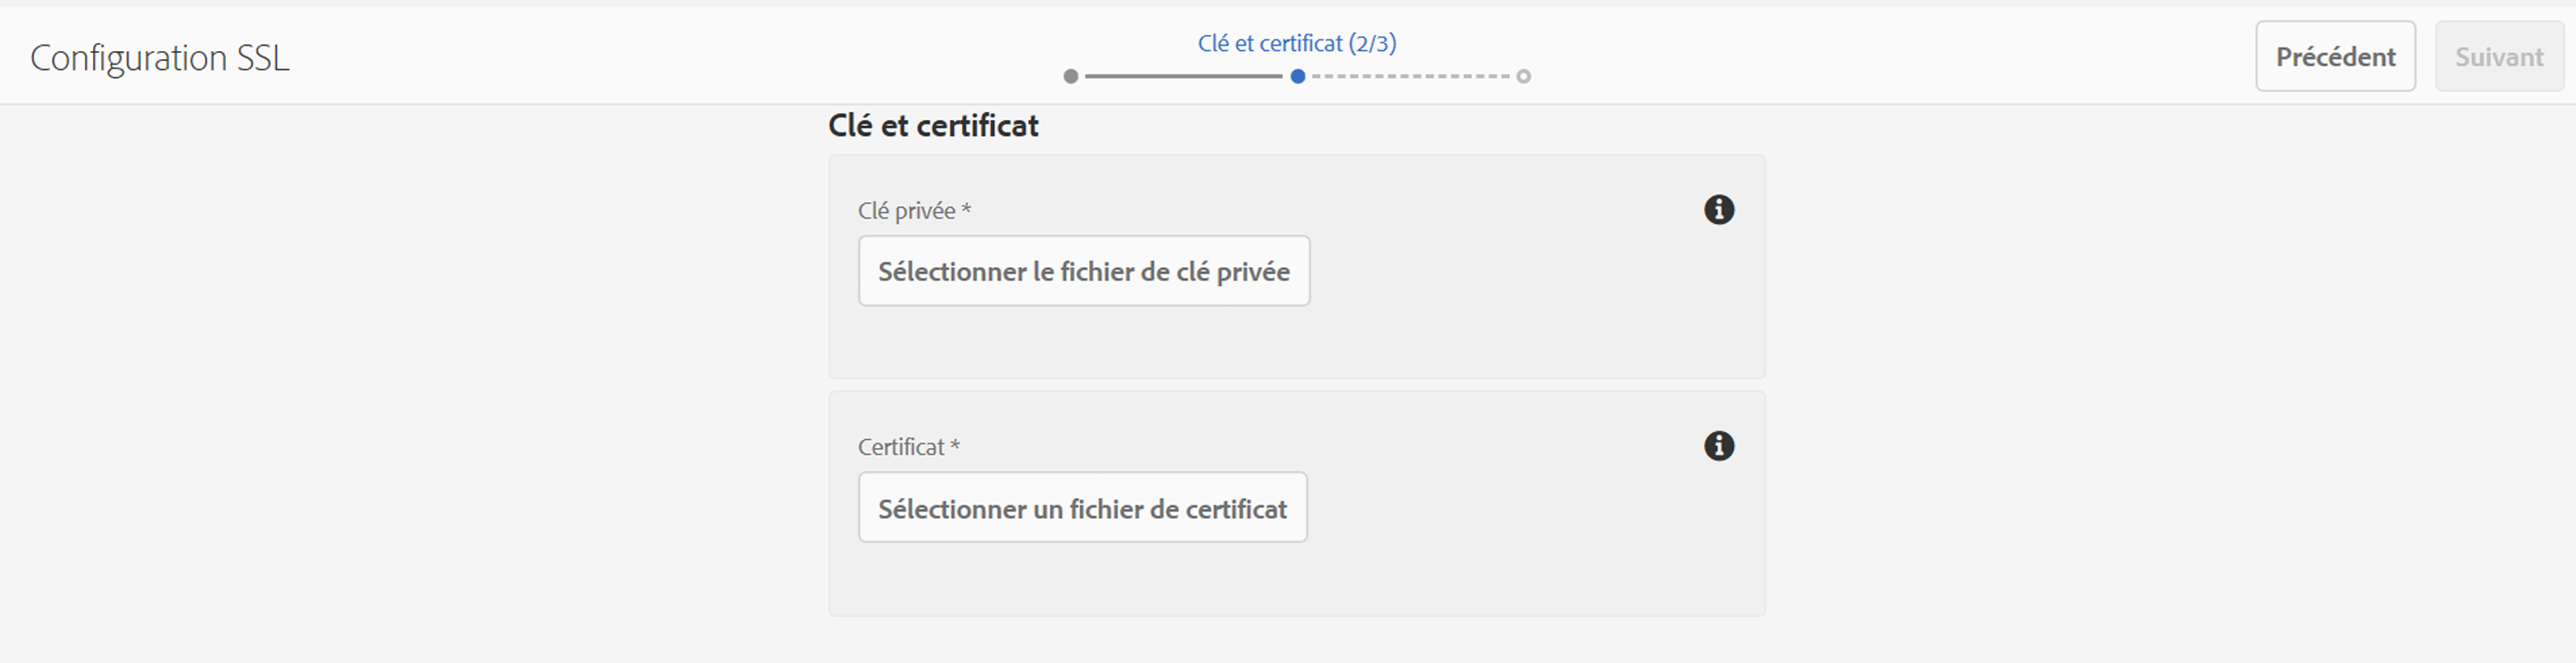 Configuration SSL
Clé et certificat (2/3)
Précédent
Suivant
Clé et certificat
Clé privée *
Sélectionner le fichier de clé privée
Certificat *
Sélectionner un fichier de certificat